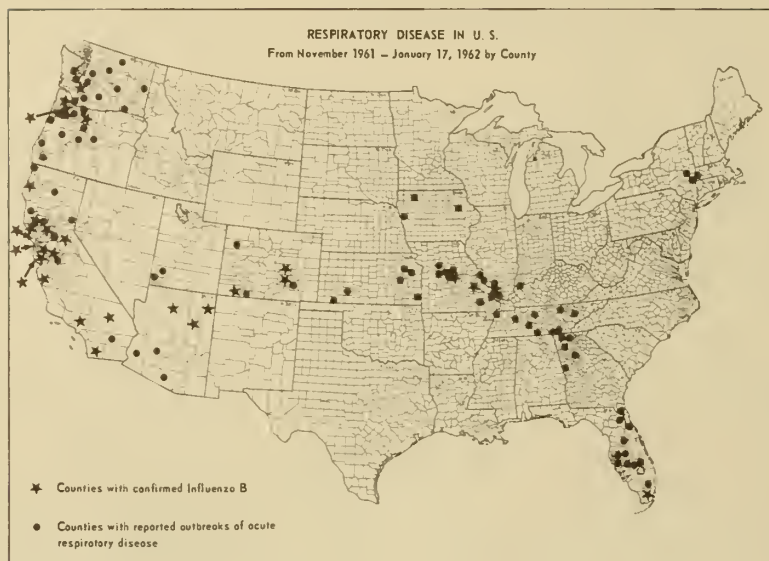 RESPIRATORY DISEASE IN U. S.
From November 1961 – January 17, 1962 by County
★ Counties with confirmed Influenzo B
● Counties with reported outbreaks of acute
respiratory disease